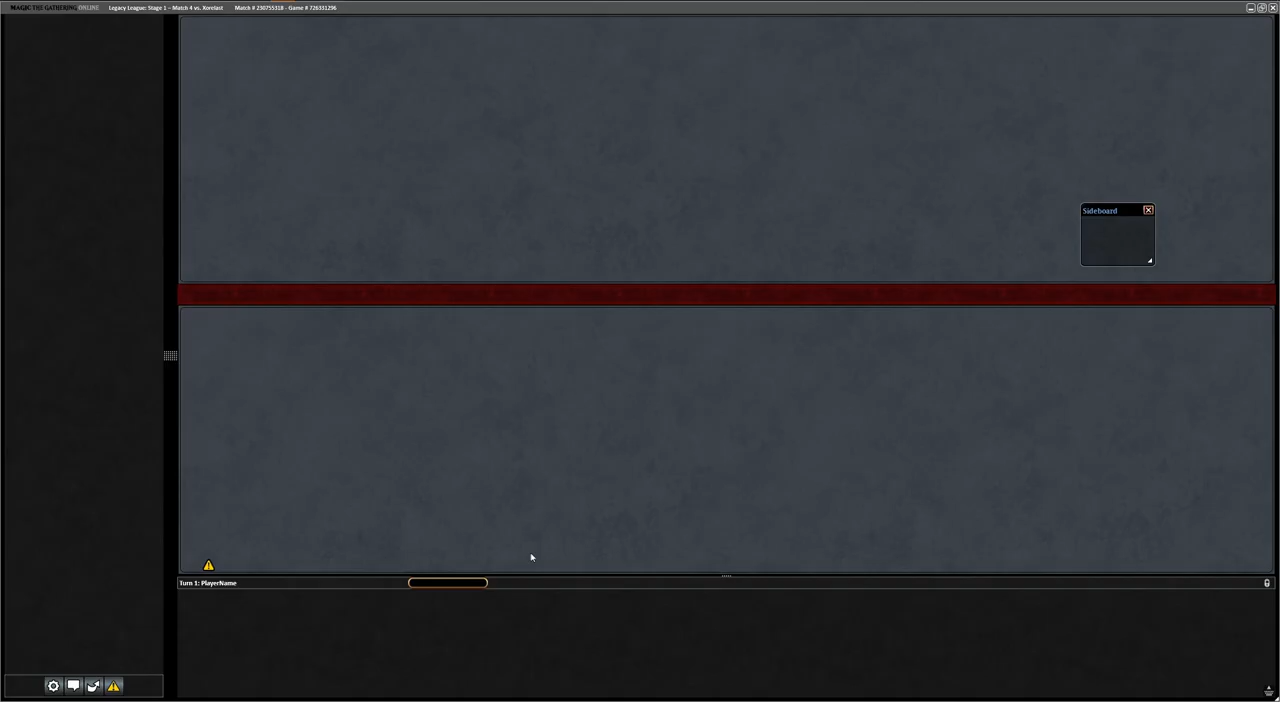 MAGIC THE GATHERING ONLINE Legacy League: Stage 1 – Match 4 vs. Xorelast Match # 230755318 - Game # 726331296
Sideboard
Turn 1: PlayerName